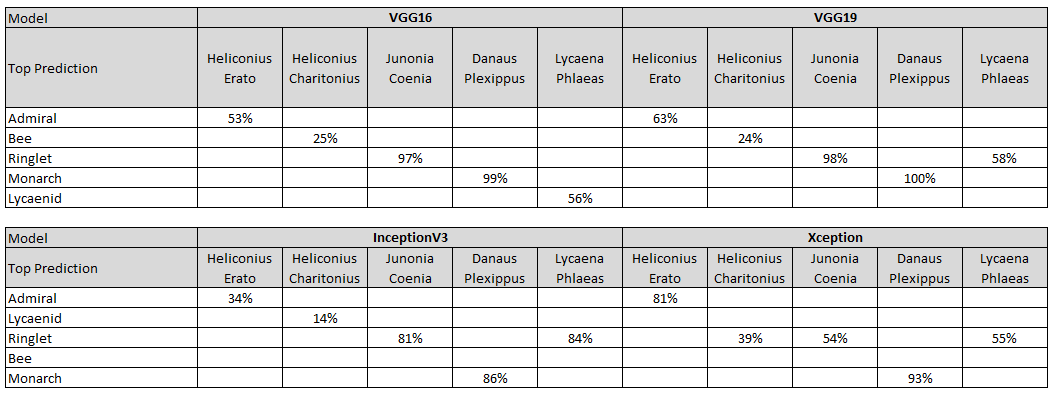 Model VGG16 VGG19
Top Prediction Heliconius Erato Heliconius Charitonius Junonia Coenia Danaus Plexippus Lycaena Phlaeas Heliconius Erato Heliconius Charitonius Junonia Coenia Danaus Plexippus Lycaena Phlaeas
Admiral 53% 63%
Bee 25% 24%
Ringlet 97% 98% 58%
Monarch 99% 100%
Lycaenid 56%
Model InceptionV3 Xception
Top Prediction Heliconius Erato Heliconius Charitonius Junonia Coenia Danaus Plexippus Lycaena Phlaeas Heliconius Erato Heliconius Charitonius Junonia Coenia Danaus Plexippus Lycaena Phlaeas
Admiral 34% 81%
Lycaenid 14%
Ringlet 81% 84% 39% 54% 55%
Bee
Monarch 86% 93%